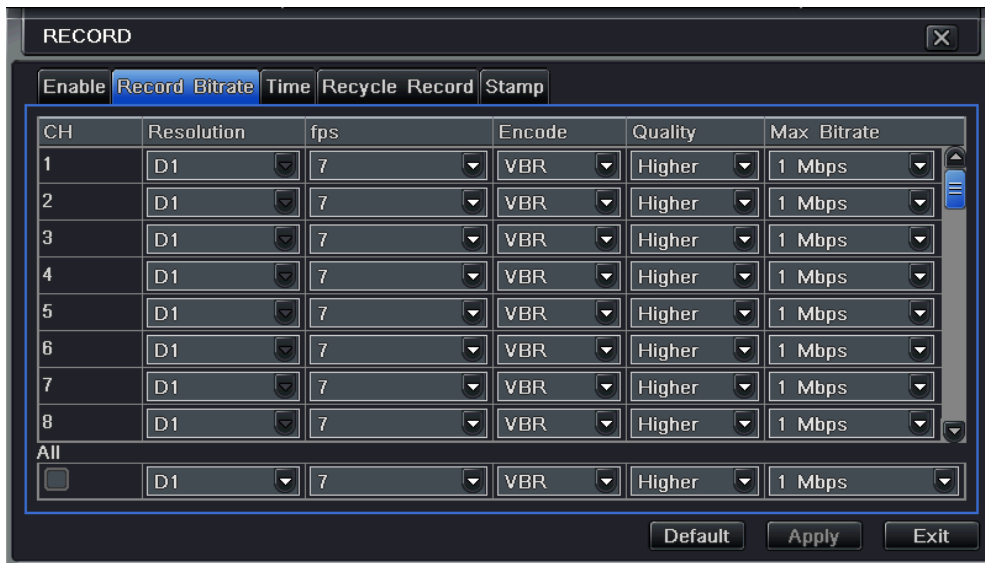 RECORD
Enable Record Bitrate Time Recycle Record Stamp
CH Resolution fps Encode Quality Max Bitrate
1 D1 7 VBR Higher 1 Mbps
2 D1 7 VBR Higher 1 Mbps
3 D1 7 VBR Higher 1 Mbps
4 D1 7 VBR Higher 1 Mbps
5 D1 7 VBR Higher 1 Mbps
6 D1 7 VBR Higher 1 Mbps
7 D1 7 VBR Higher 1 Mbps
8 D1 7 VBR Higher 1 Mbps
All
D1 7 VBR Higher 1 Mbps
Default Apply Exit